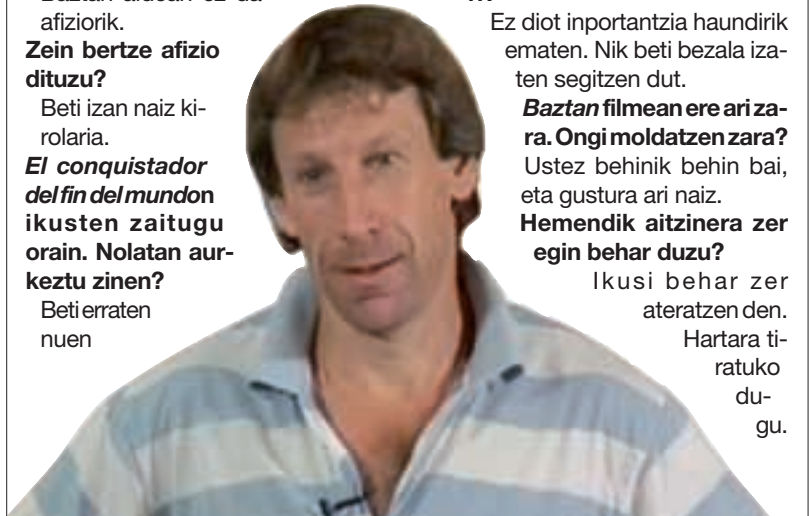 afiziorik.
Zein bertze afizio
dituzu?
Beti izan naiz ki-
rolaria.
El conquistador
del fin del mundon
ikusten zaitugu
orain. Nolatan aur-
keztu zinen?
Beti erraten
nuen
Ez diot inportantzia haundirik
ematen. Nik beti bezala iza-
ten segitzen dut.
Baztan filmean ere ari za-
ra. Ongi moldatzen zara?
Ustez behinik behin bai,
eta gustura ari naiz.
Hemendik aitzinera zer
egin behar duzu?
Ikusi behar zer
ateratzen den.
Hartara ti-
ratuko
du-
gu.